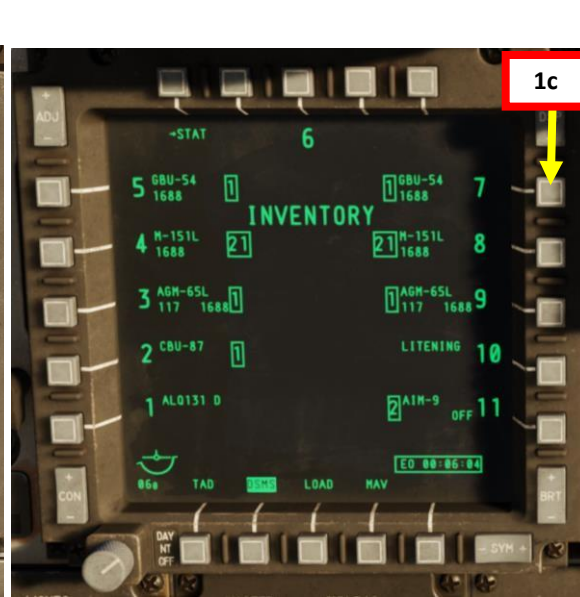 1c
ADJ
←STAT 6
5 GBU-54 1 1 GBU-54 7
1688 1688
INVENTORY
4 M-151L 21 21 M-151L 8
1688 1688
3 AGM-65L 1 1 AGM-65L 9
117 1688 117 1688
2 CBU-87 1 LITENING 10
1 ALQ131 D 2 AIM-9 OFF 11
EO 00:06:04
TAD DSMS LOAD MAV
CON BRT
DAY
NT
OFF
- SYM +